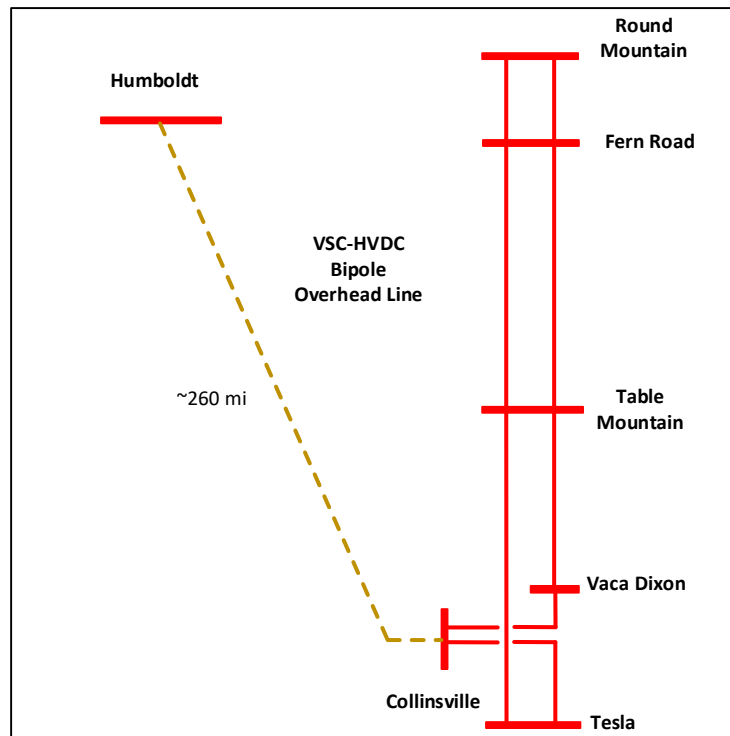 Round
Mountain
Humboldt
Fern Road
VSC-HVDC
Bipole
Overhead Line
~260 mi
Table
Mountain
Vaca Dixon
Collinsville
Tesla